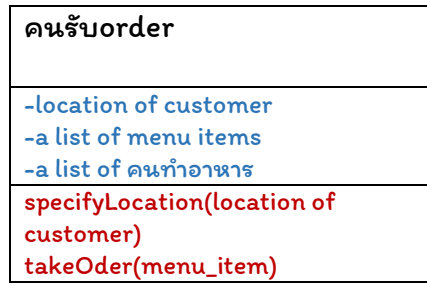 คนรับorder
-location of customer
-a list of menu items
-a list of คนทำอาหาร
specifyLocation(location of
customer)
takeOder(menu_item)